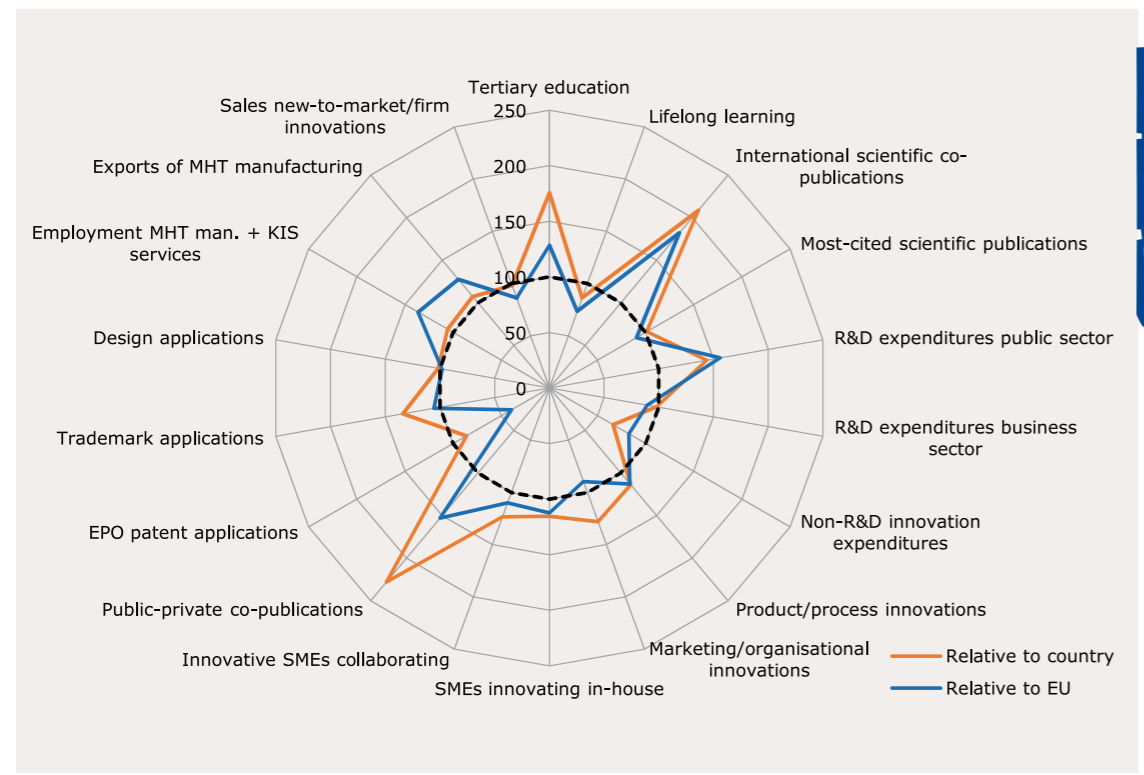 Tertiary education
Sales new-to-market/firm
innovations
Lifelong learning
Exports of MHT manufacturing
International scientific co-
publications
Employment MHT man. + KIS
services
Most-cited scientific publications
Design applications
R&D expenditures public sector
Trademark applications
R&D expenditures business
sector
EPO patent applications
Non-R&D innovation
expenditures
Public-private co-publications
Product/process innovations
Innovative SMEs collaborating
Marketing/organisational
innovations
SMEs innovating in-house
250
200
150
100
50
0
Relative to country
Relative to EU